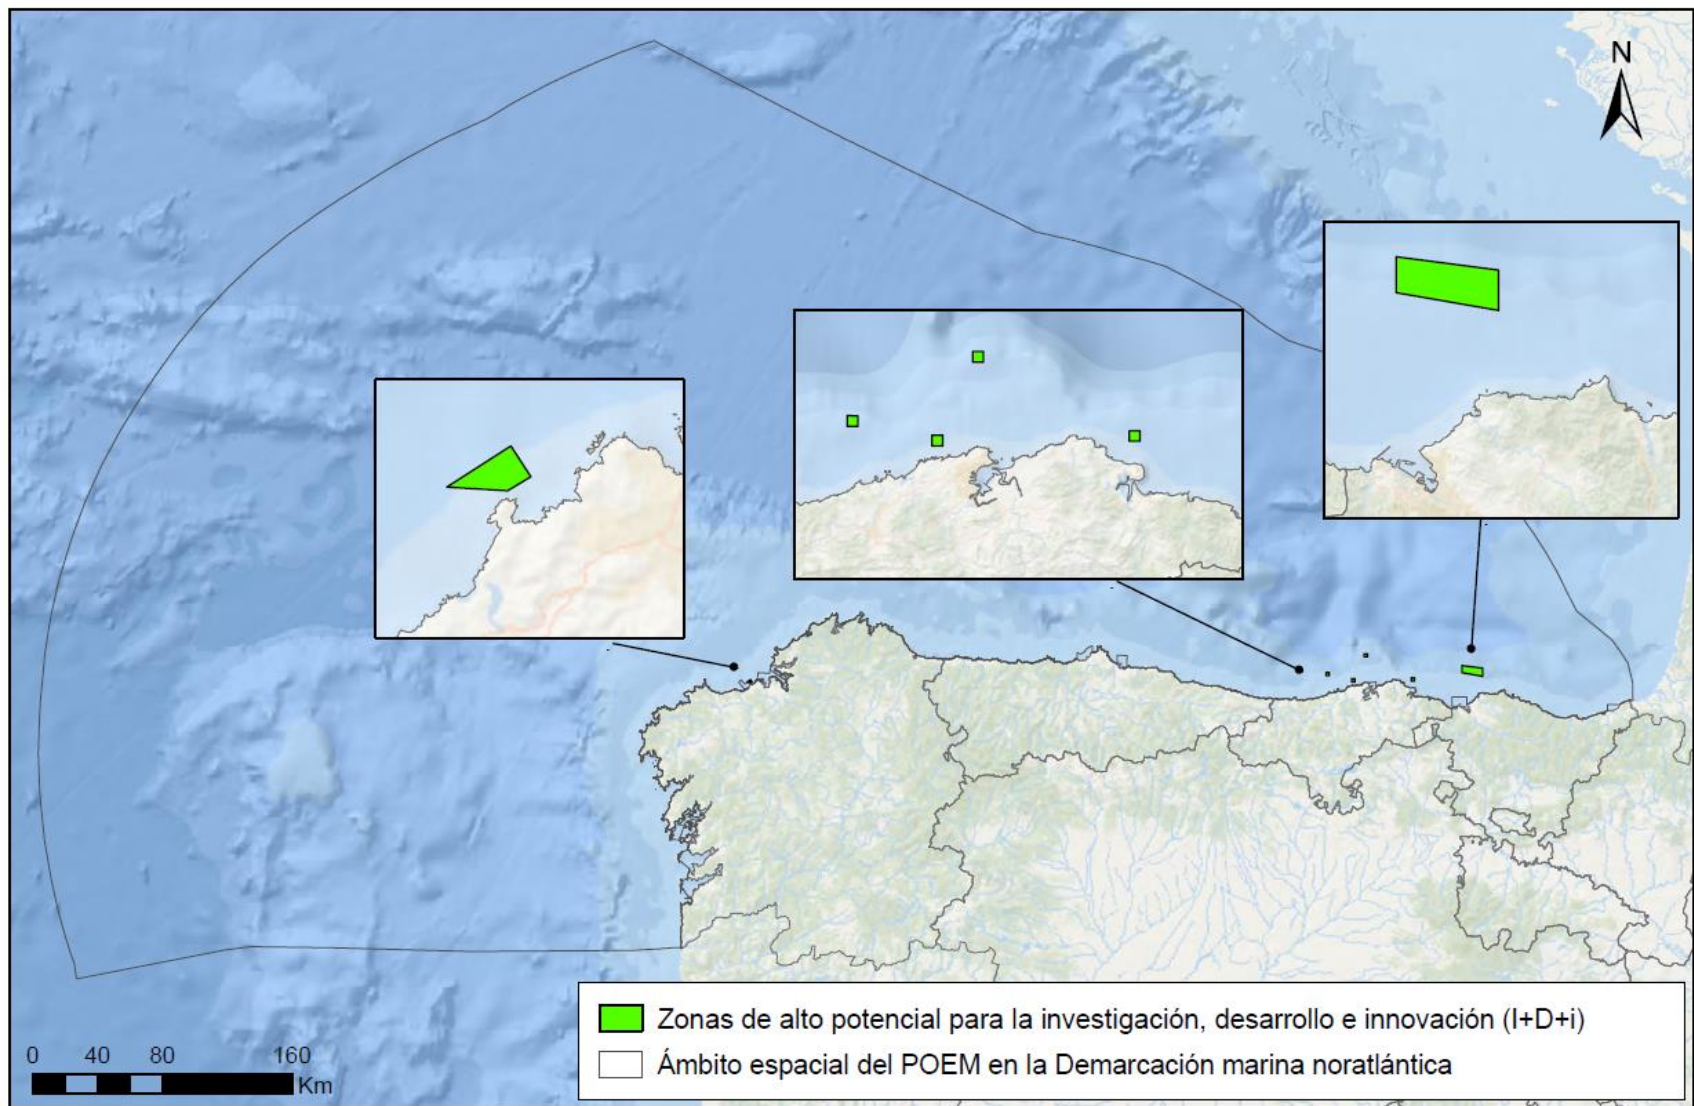 N
Zonas de alto potencial para la investigación, desarrollo e innovación (I+D+i)
Ámbito espacial del POEM en la Demarcación marina noratlántica
0 40 80 160
Km